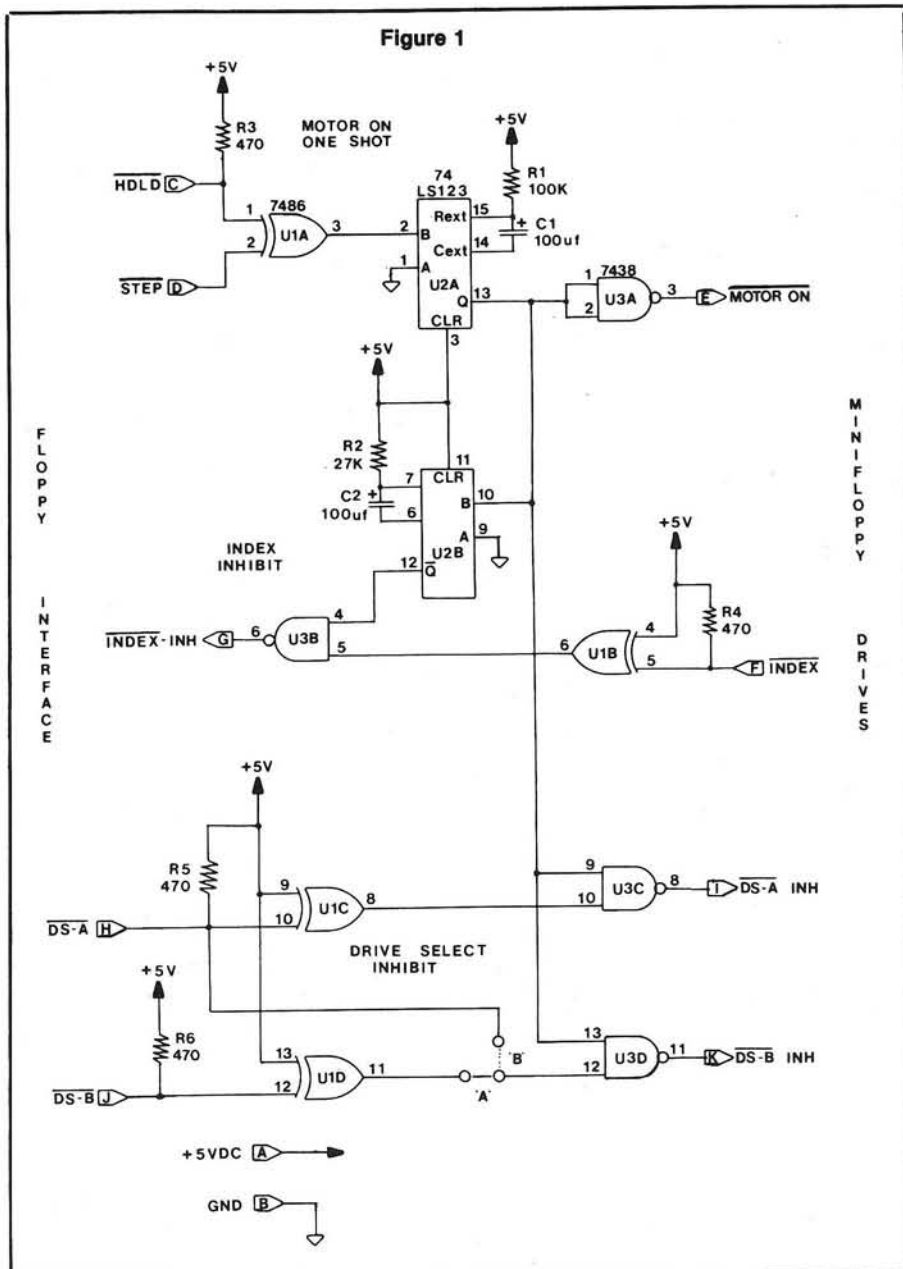 Figure 1
+5V
R3
470
MOTOR ON
ONE SHOT
+5V
74
LS123
R1
100K
HDLD C
1
7486
U1A
3
2
STEP D
2
B
1
A
Rext
15
Cext
14
U2A
Q
13
CLR
3
+
C1
100uf
1
7438
2
U3A
3
E MOTOR ON
+5V
R2
27K
C2
+
100uf
7
6
11
CLR
B
10
A
9
U2B
12
Q
FLOPPY INTERFACE
MINIFLOPPY DRIVES
INDEX
INHIBIT
+5V
R4
470
INDEX-INH G
6
U3B
4
5
6
U1B
4
5
F INDEX
+5V
R5
470
9
U1C
8
10
DS-A H
9
10
U3C
8
I DS-A INH
DRIVE SELECT
INHIBIT
+5V
R6
470
13
U1D
11
12
DS-B J
"B"
"A"
13
12
U3D
11
K DS-B INH
+5VDC A
GND B